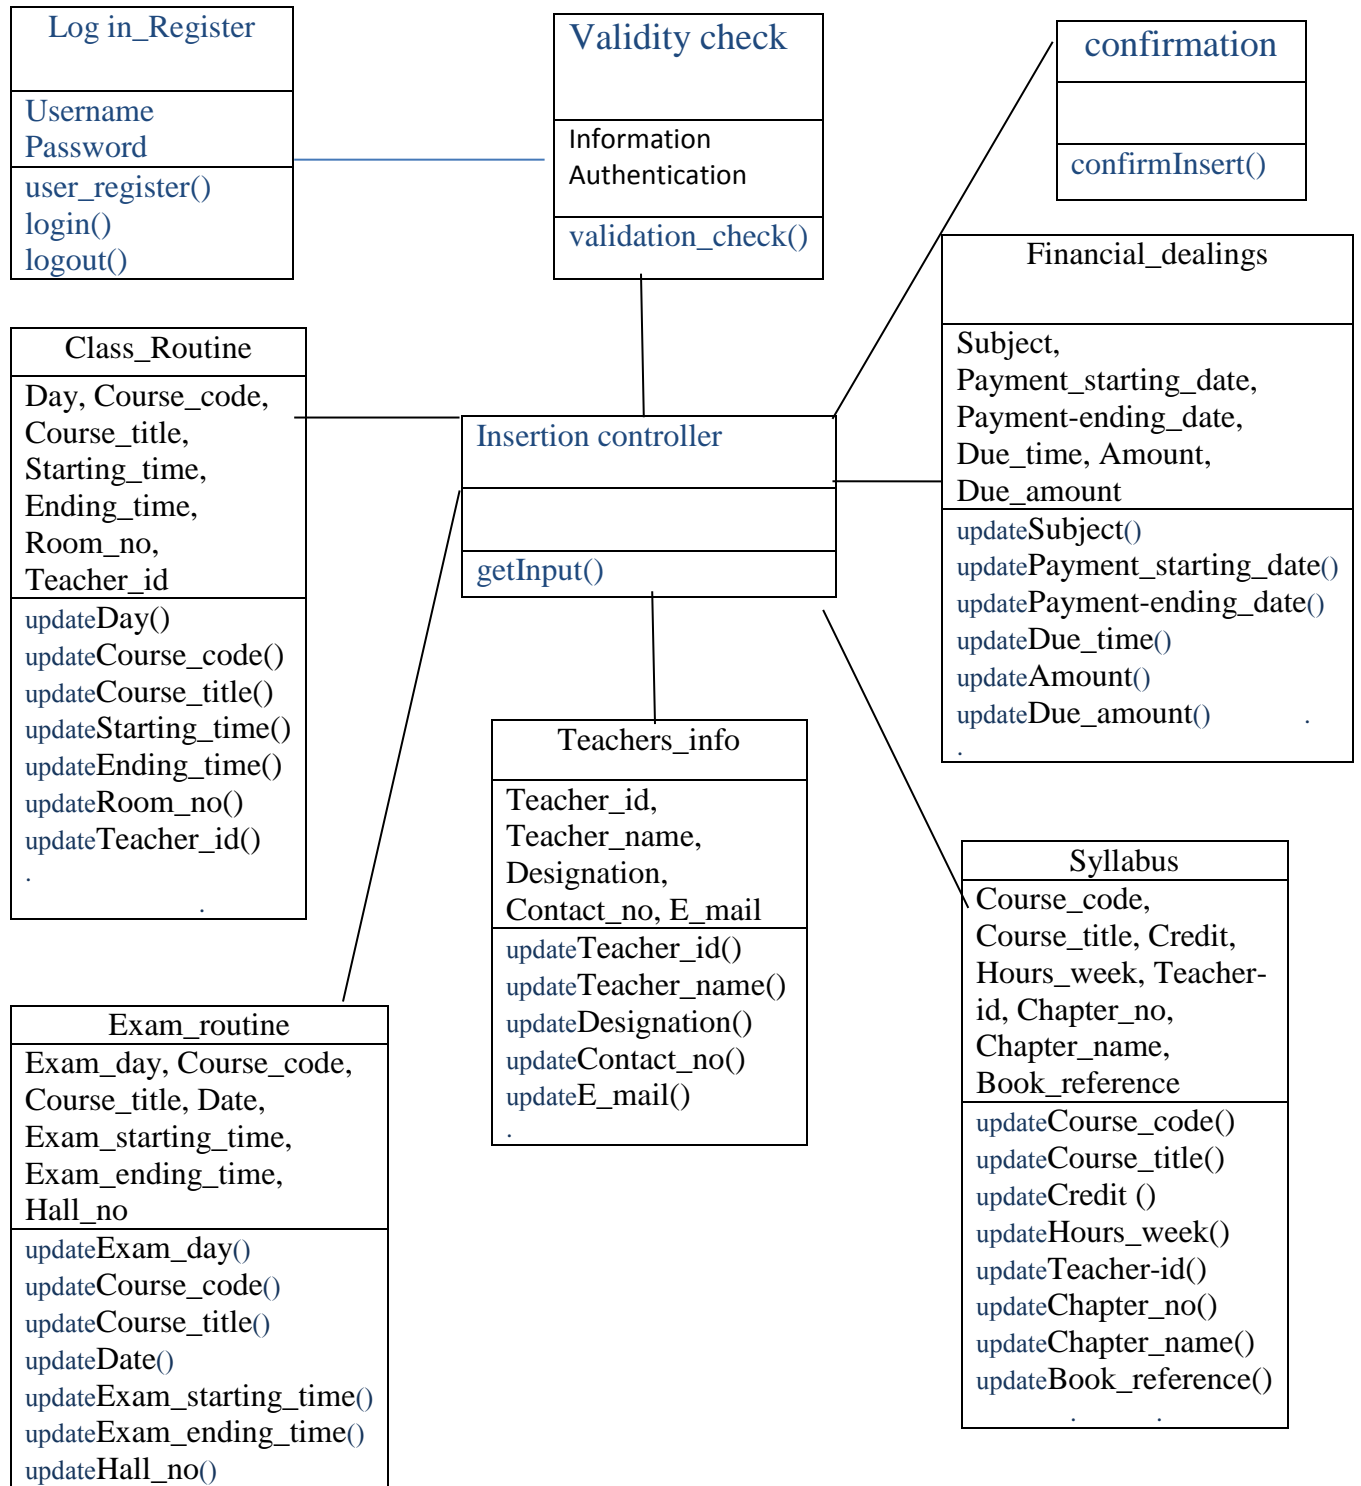 Log in_Register
Username
Password
user_register()
login()
logout()
Validity check
Information
Authentication
validation_check()
confirmation
confirmInsert()
Financial_dealings
Subject,
Payment_starting_date,
Payment-ending_date,
Due_time, Amount,
Due_amount
updateSubject()
updatePayment_starting_date()
updatePayment-ending_date()
updateDue_time()
updateAmount()
updateDue_amount() .
.
Class_Routine
Day, Course_code,
Course_title,
Starting_time,
Ending_time,
Room_no,
Teacher_id
updateDay()
updateCourse_code()
updateCourse_title()
updateStarting_time()
updateEnding_time()
updateRoom_no()
updateTeacher_id()
.
.
Insertion controller
getInput()
Teachers_info
Teacher_id,
Teacher_name,
Designation,
Contact_no, E_mail
updateTeacher_id()
updateTeacher_name()
updateDesignation()
updateContact_no()
updateE_mail()
.
Syllabus
Course_code,
Course_title, Credit,
Hours_week, Teacher-
id, Chapter_no,
Chapter_name,
Book_reference
updateCourse_code()
updateCourse_title()
updateCredit ()
updateHours_week()
updateTeacher-id()
updateChapter_no()
updateChapter_name()
updateBook_reference()
. .
Exam_routine
Exam_day, Course_code,
Course_title, Date,
Exam_starting_time,
Exam_ending_time,
Hall_no
updateExam_day()
updateCourse_code()
updateCourse_title()
updateDate()
updateExam_starting_time()
updateExam_ending_time()
updateHall_no()